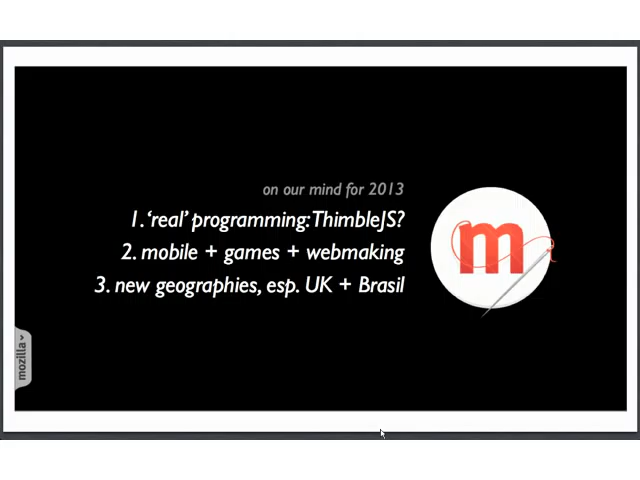 on our mind for 2013
1. ‘real’ programming: ThimbleJS?
2. mobile + games + webmaking
3. new geographies, esp. UK + Brasil
m
mozilla